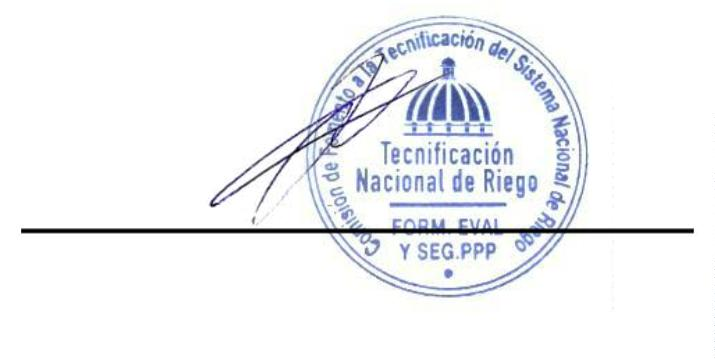 Comisión de Fomento a la Tecnificación del Sistema Nacional de Riego
Tecnificación
Nacional de Riego
FORM. EVAL
Y SEG.PPP